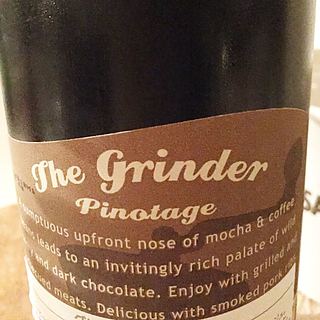 The Grinder
Pinotage
sumptuous upfront nose of mocha & coffee
leads to an invitingly rich palate of wild
and dark chocolate. Enjoy with grilled and
meats. Delicious with smoked pork